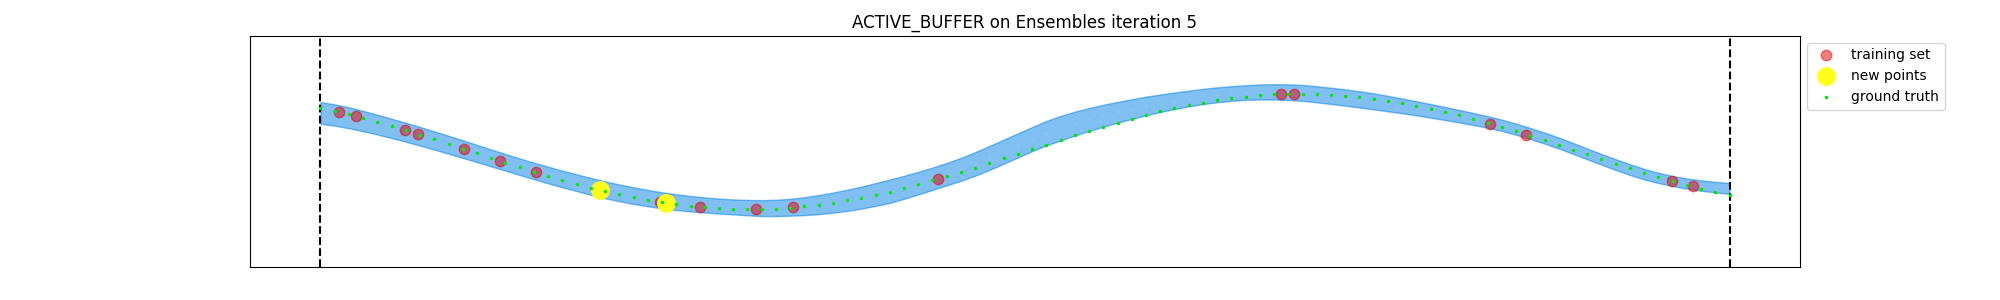 ACTIVE_BUFFER on Ensembles iteration 5
training set
new points
ground truth